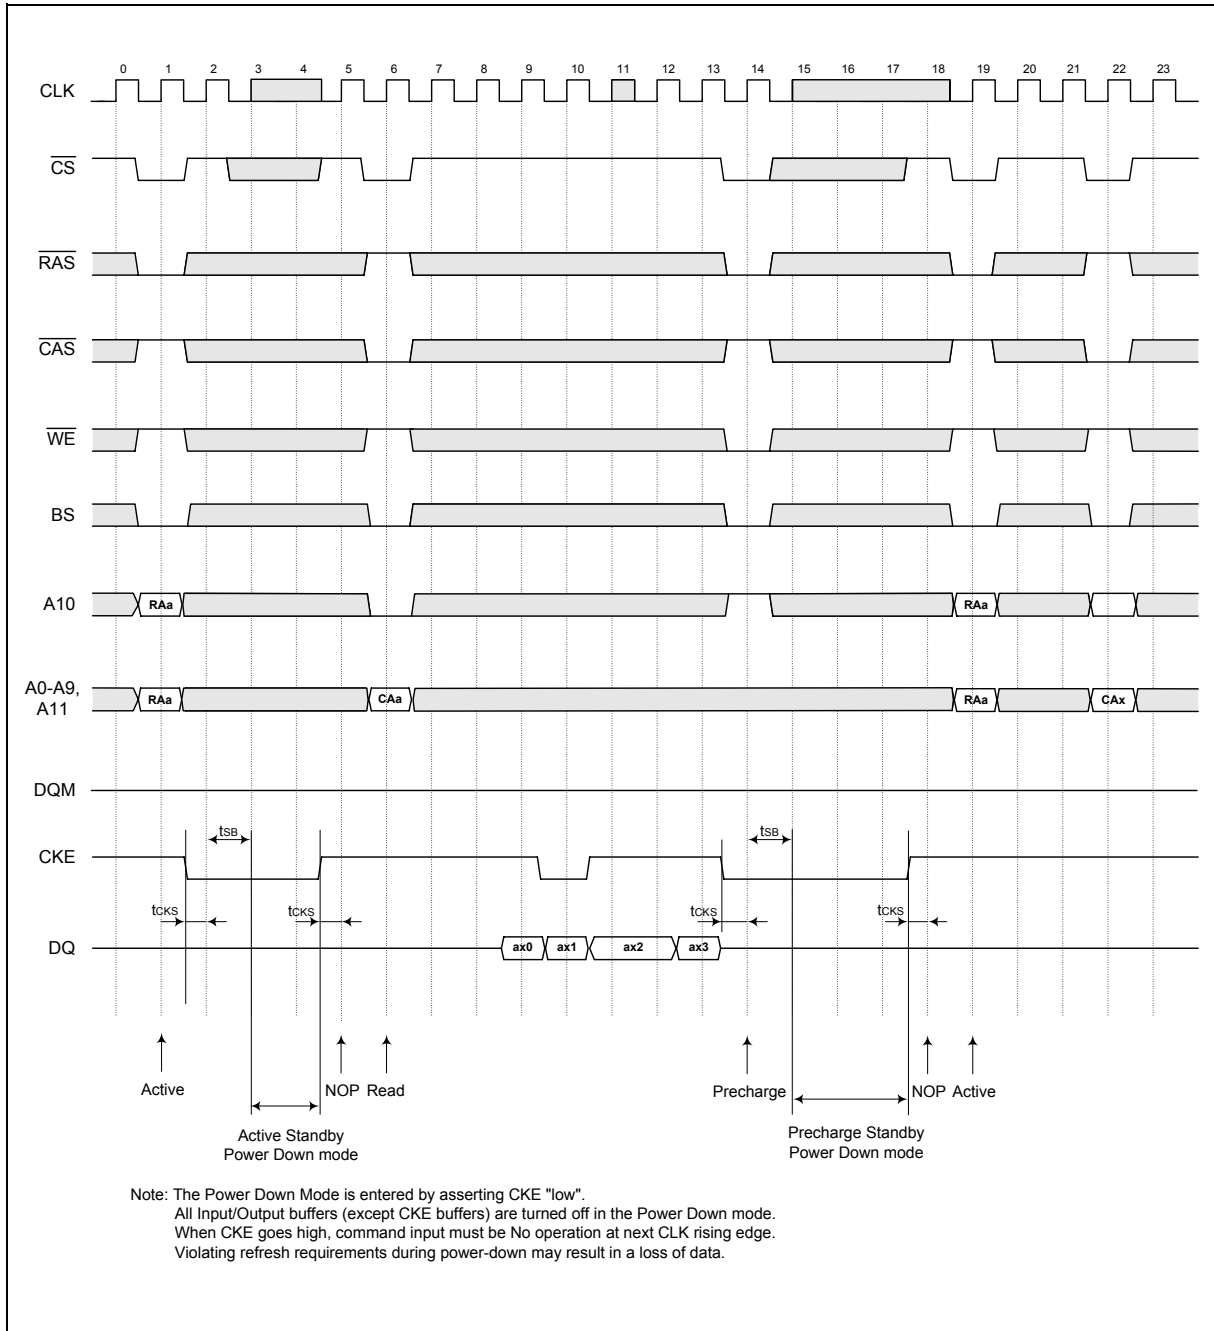 0 1 2 3 4 5 6 7 8 9 10 11 12 13 14 15 16 17 18 19 20 21 22 23
CLK
CS
RAS
CAS
WE
BS
A10 RAa RAa
A0-A9,
A11
RAa CAa RAa CAx
DQM
tSB tSB
CKE
tCKS tCKS tCKS tCKS
DQ ax0 ax1 ax2 ax3
Active NOP Read Precharge NOP Active
Active Standby
Power Down mode
Precharge Standby
Power Down mode
Note: The Power Down Mode is entered by asserting CKE "low".
All Input/Output buffers (except CKE buffers) are turned off in the Power Down mode.
When CKE goes high, command input must be No operation at next CLK rising edge.
Violating refresh requirements during power-down may result in a loss of data.